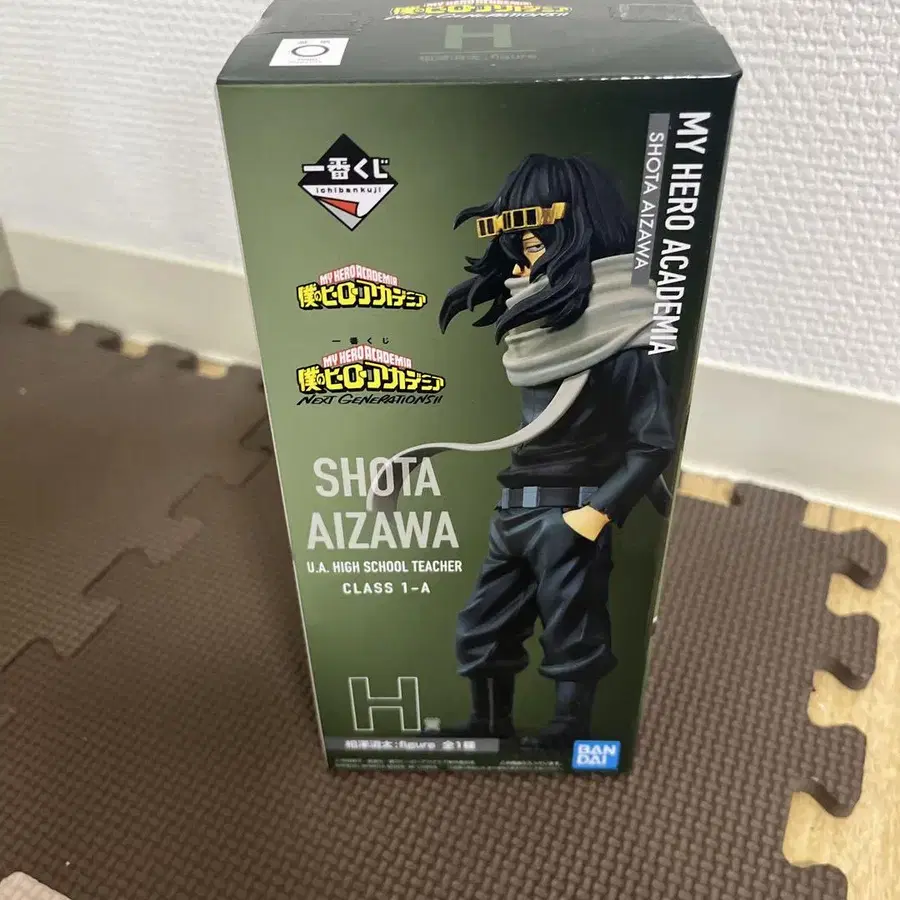 MY HERO ACADEMIA
SHOTA AIZAWA
一番くじ
ichibankuji
MY HERO ACADEMIA
僕のヒーローアカデミア
一番くじ
MY HERO ACADEMIA
僕のヒーローアカデミア
NEXT GENERATIONS!!
SHOTA
AIZAWA
U.A. HIGH SCHOOL TEACHER
CLASS 1-A
H賞
相澤消太:figure 全1種
BAN
DAI